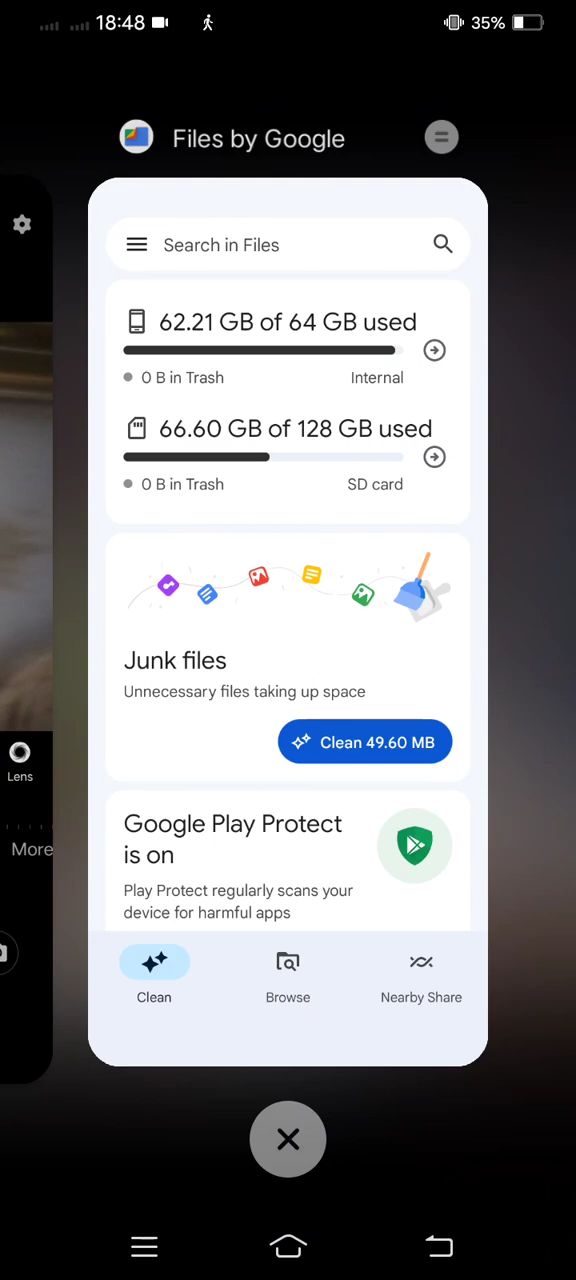 18:48
35%
Files by Google
Search in Files
62.21 GB of 64 GB used
0 B in Trash
Internal
66.60 GB of 128 GB used
0 B in Trash
SD card
Junk files
Unnecessary files taking up space
Clean 49.60 MB
Lens
Google Play Protect
is on
More
Play Protect regularly scans your
device for harmful apps
Clean
Browse
Nearby Share